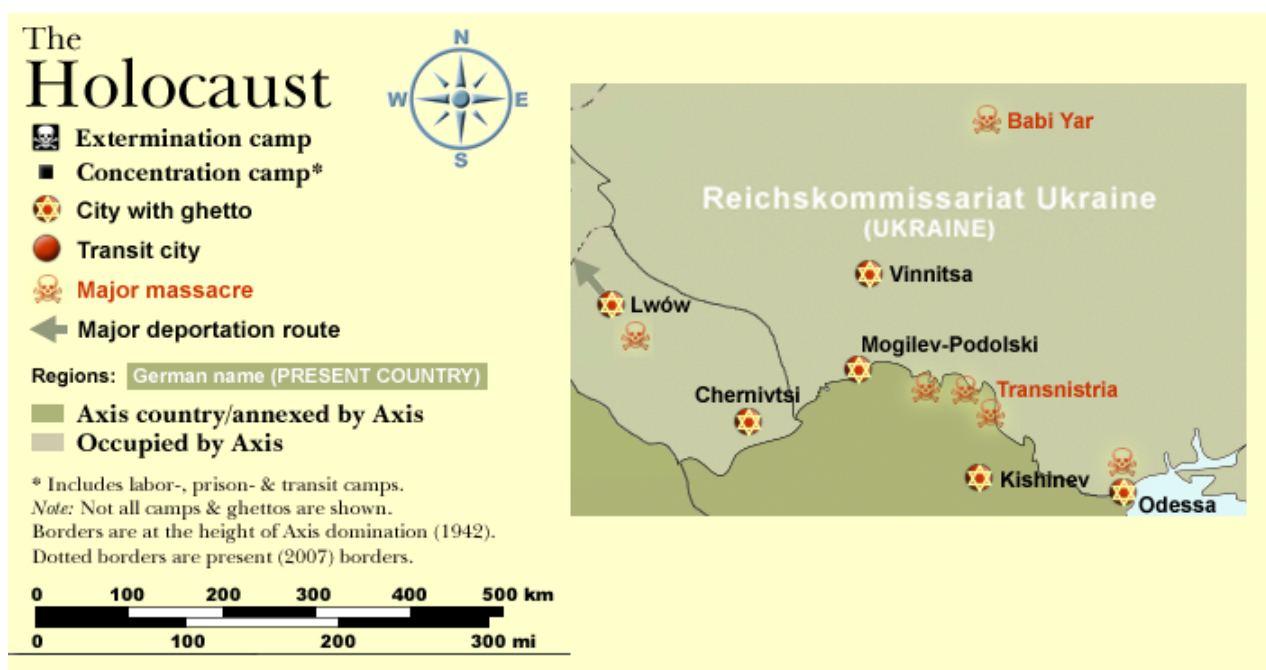 The
Holocaust
Extermination camp
Concentration camp*
City with ghetto
Transit city
Major massacre
Major deportation route
Regions: German name (PRESENT COUNTRY)
Axis country/annexed by Axis
Occupied by Axis
* Includes labor-, prison- & transit camps.
Note: Not all camps & ghettos are shown.
Borders are at the height of Axis domination (1942).
Dotted borders are present (2007) borders.
0 100 200 300 400 500 km
0 100 200 300 mi
N
W E
S
Babi Yar
Reichskommissariat Ukraine
(UKRAINE)
Vinnitsa
Lwów
Mogilev-Podolski
Chernivtsi
Transnistria
Kishinev
Odessa